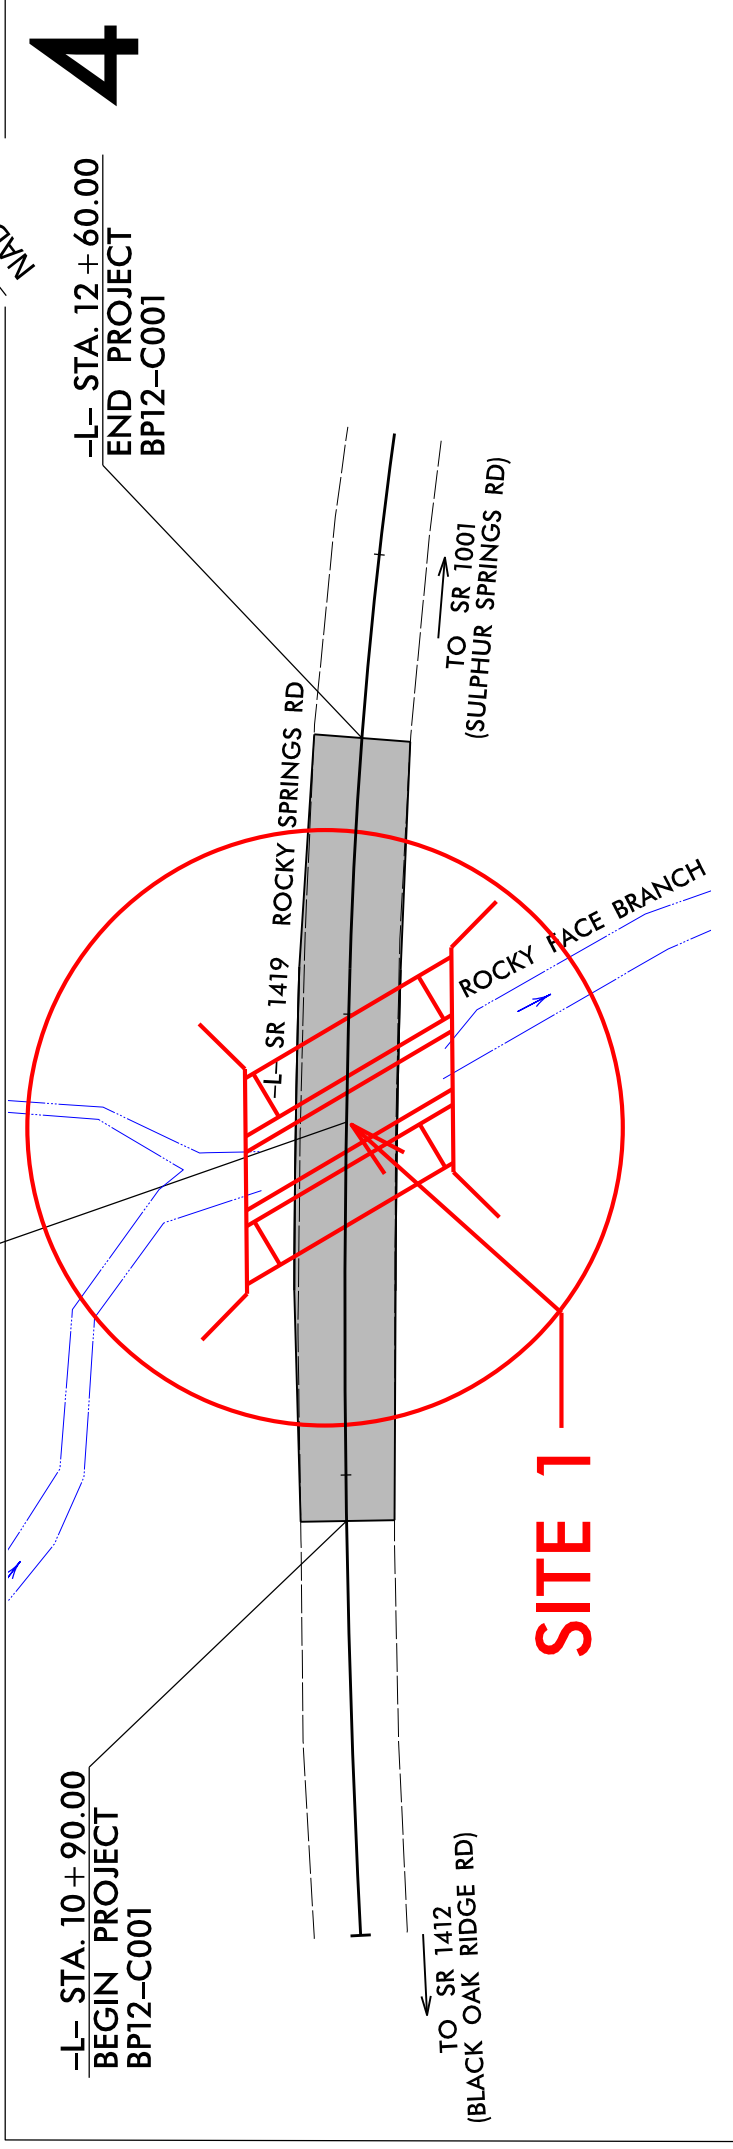 4
NAD
-L- STA. 12+60.00
END PROJECT
BP12-C001
-L- SR 1419 ROCKY SPRINGS RD
TO SR 1001
(SULPHUR SPRINGS RD)
ROCKY FACE BRANCH
SITE 1
-L- STA. 10+90.00
BEGIN PROJECT
BP12-C001
TO SR 1412
(BLACK OAK RIDGE RD)